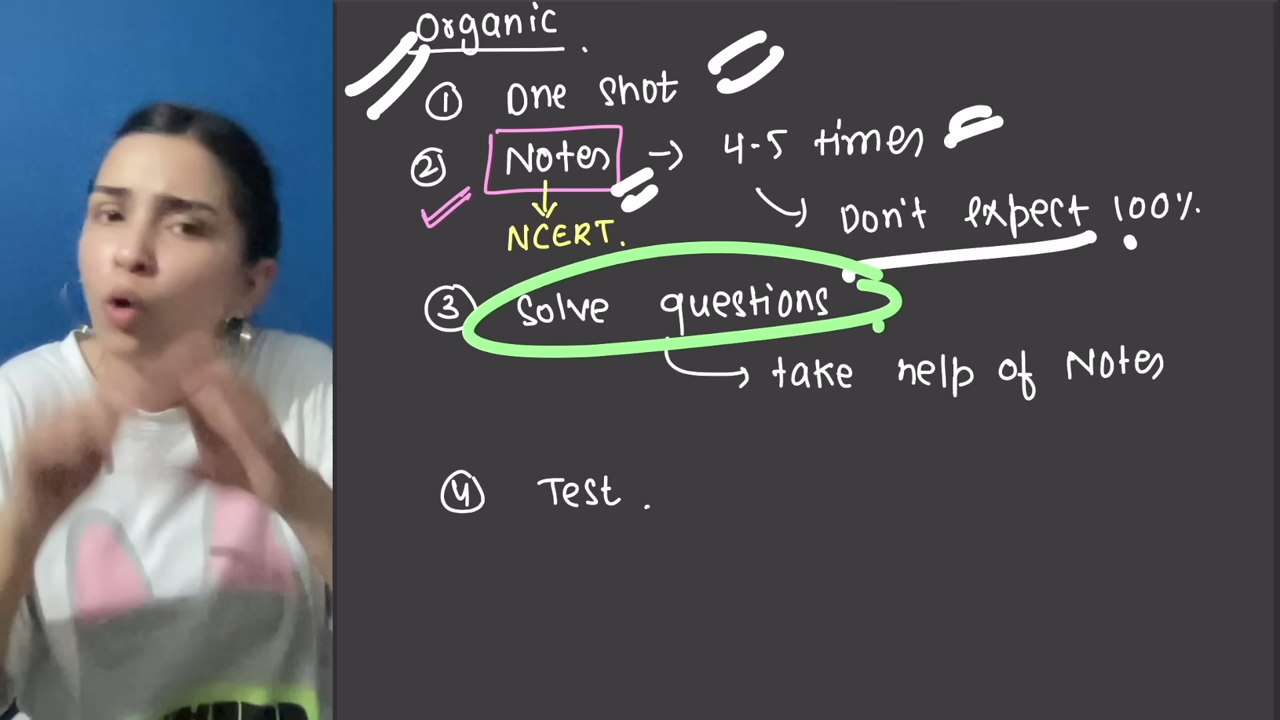 Organic.
① One shot
② Notes → 4-5 times
Don't expect 100%.
NCERT.
③ Solve questions
take help of Notes
④ Test.